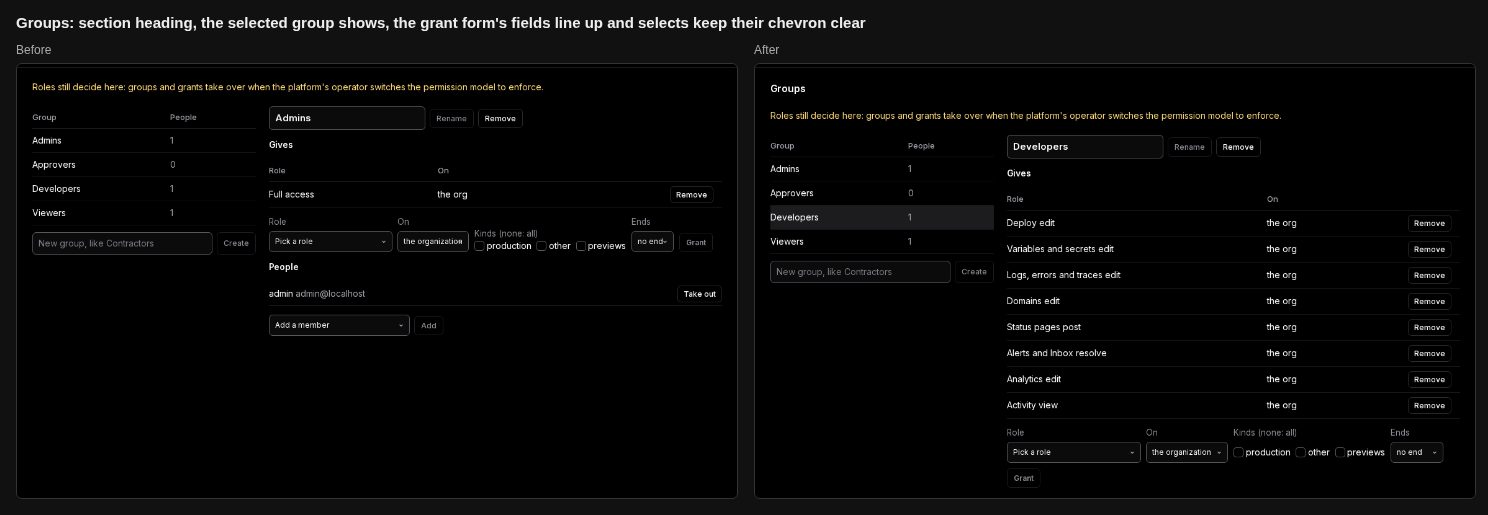 Groups: section heading, the selected group shows, the grant form's fields line up and selects keep their chevron clear
Before
Roles still decide here: groups and grants take over when the platform's operator switches the permission model to enforce.
Group People
Admins 1
Approvers 0
Developers 1
Viewers 1
New group, like Contractors Create
Admins Rename Remove
Gives
Role On
Full access the org Remove
Role On Kinds (none: all) Ends
Pick a role the organization production other previews no end Grant
People
admin admin@localhost Take out
Add a member Add
After
Groups
Roles still decide here: groups and grants take over when the platform's operator switches the permission model to enforce.
Group People
Admins 1
Approvers 0
Developers 1
Viewers 1
New group, like Contractors Create
Developers Rename Remove
Gives
Role On
Deploy edit the org Remove
Variables and secrets edit the org Remove
Logs, errors and traces edit the org Remove
Domains edit the org Remove
Status pages post the org Remove
Alerts and Inbox resolve the org Remove
Analytics edit the org Remove
Activity view the org Remove
Role On Kinds (none: all) Ends
Pick a role the organization production other previews no end
Grant